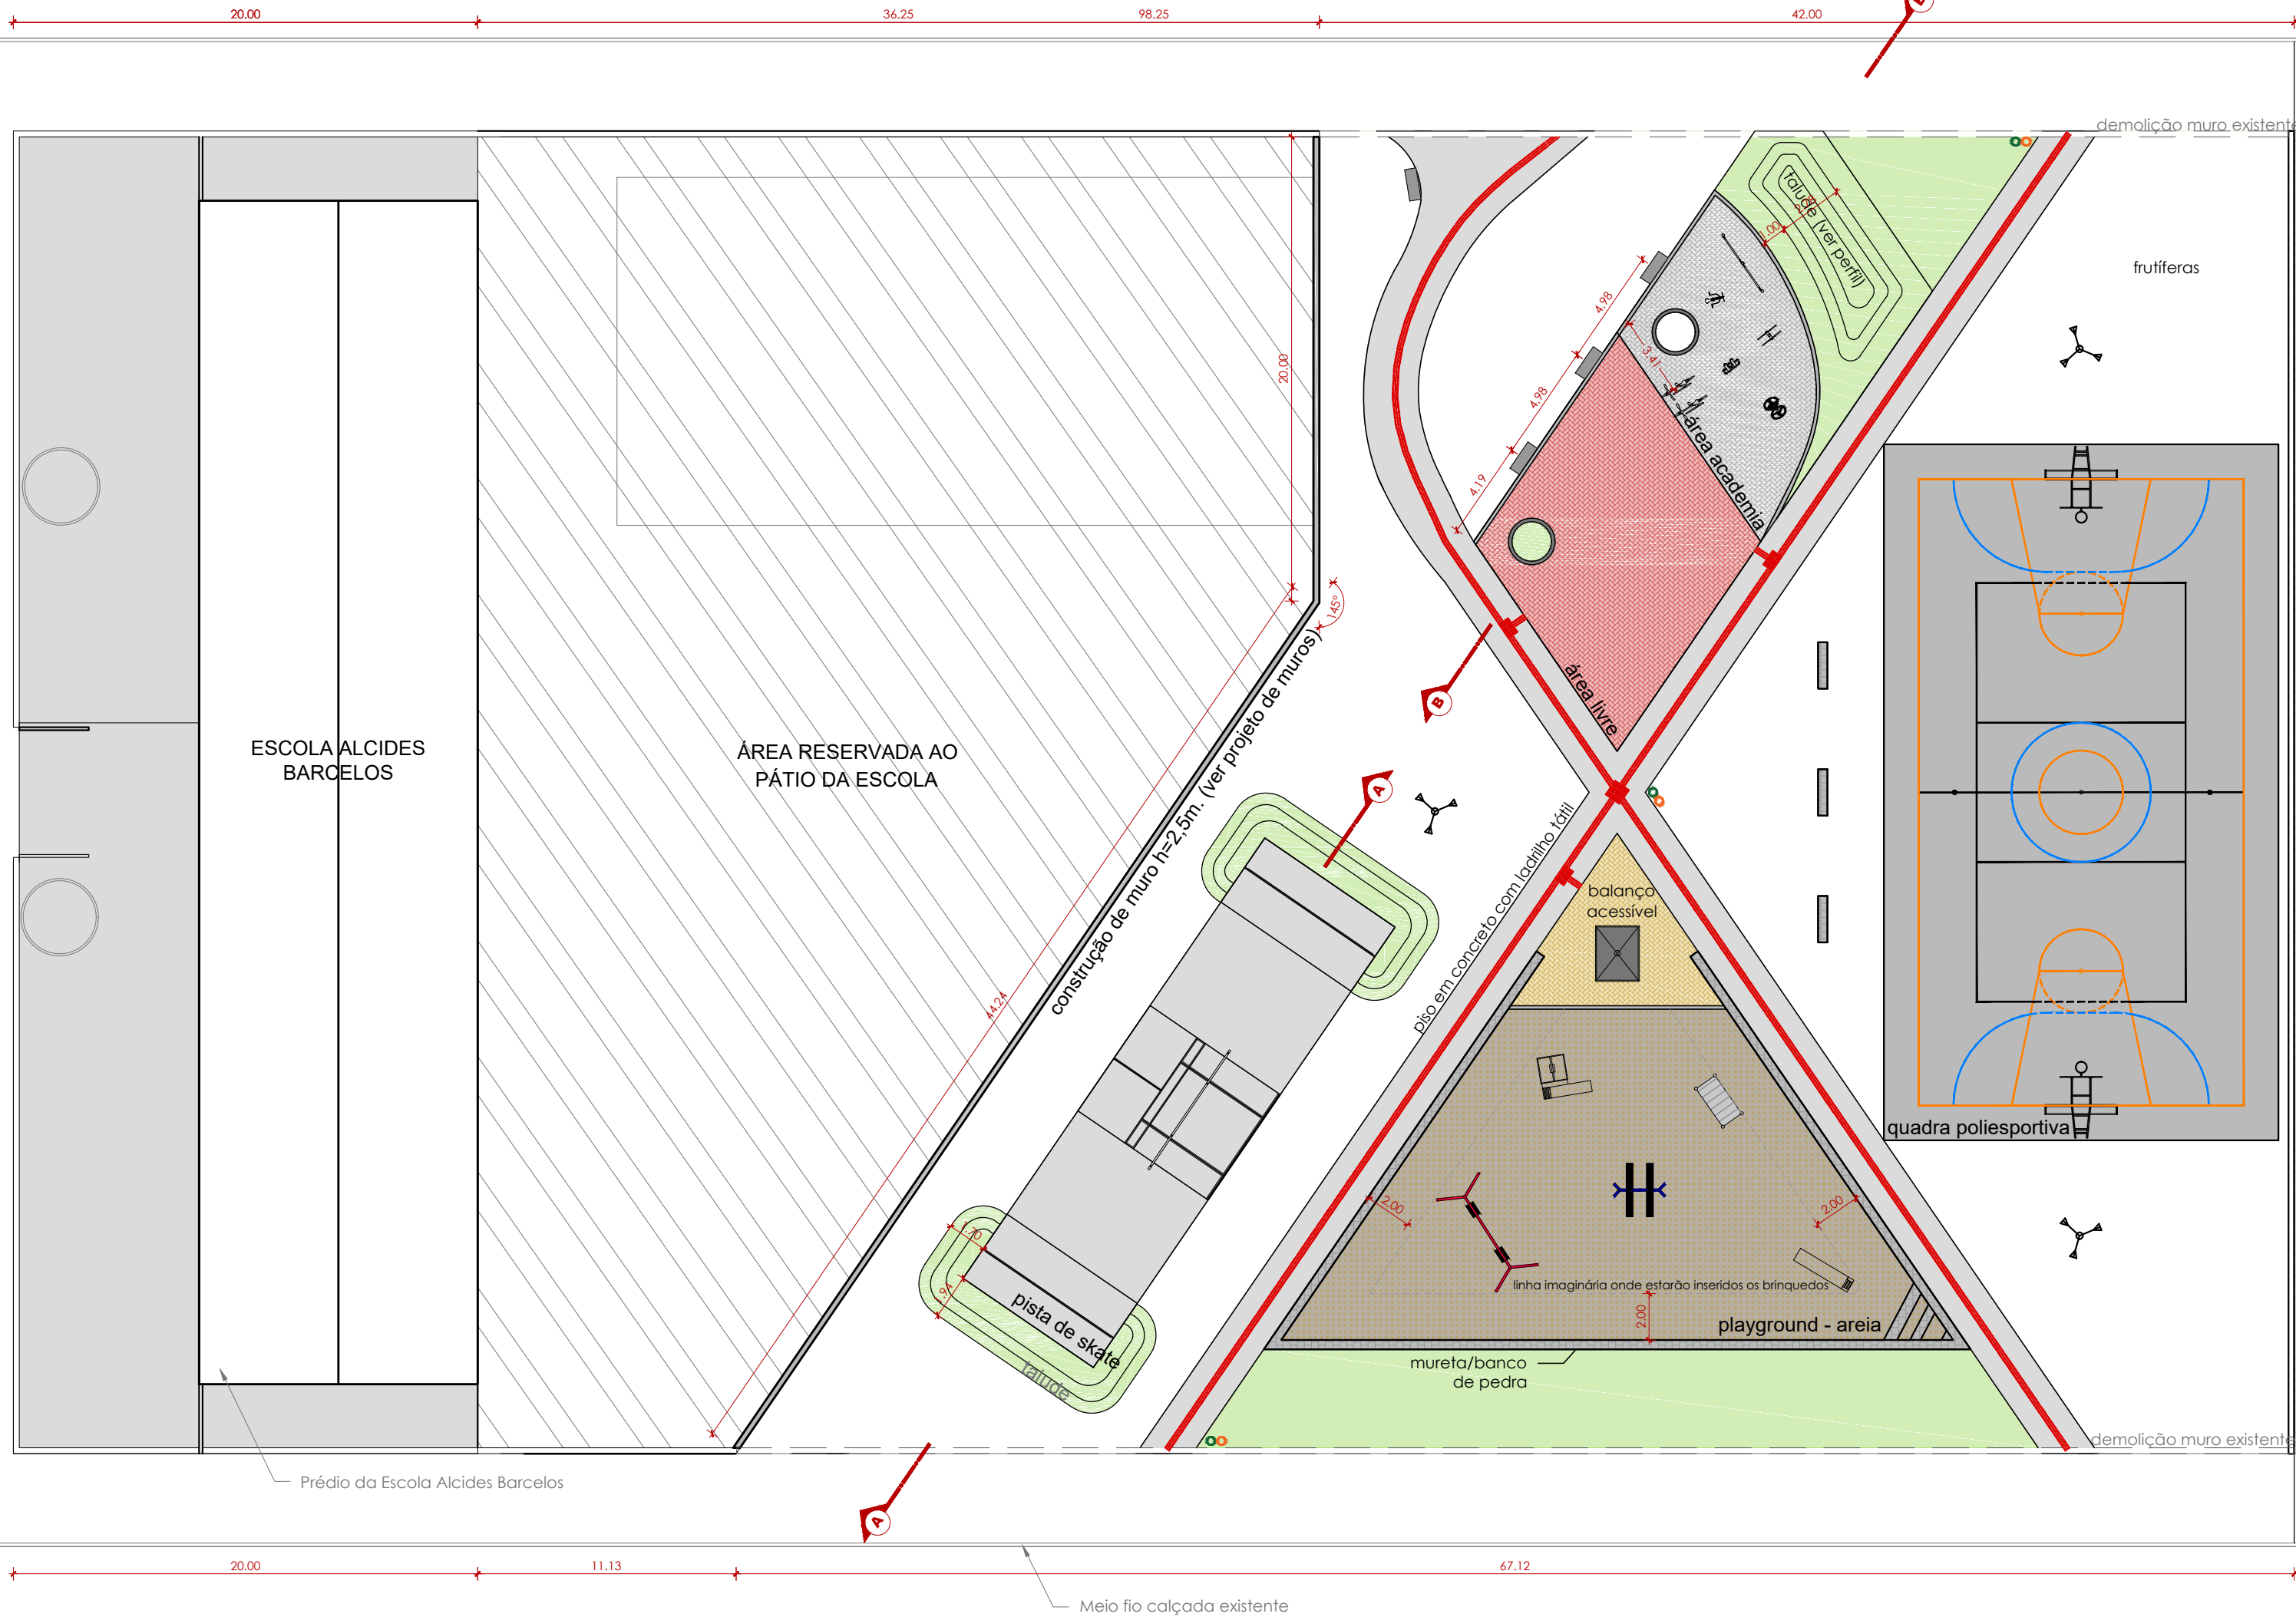 20.00
36.25
98.25
42.00
demolição muro existente
talude (ver perfil)
1.00
frutíferas
4.98
3.41
20.00
4.98
área academia
4.19
145º
área livre
B
construção de muro h=2,5m. (ver projeto de muros)
ESCOLA ALCIDES
BARCELOS
ÁREA RESERVADA AO
PÁTIO DA ESCOLA
A
piso em concreto com ladrilho tátil
balanço
acessível
44.24
quadra poliesportiva
2.00
2.00
1.70
1.94
linha imaginária onde estarão inseridos os brinquedos
2.00
playground - areia
pista de skate
talude
mureta/banco
de pedra
demolição muro existente
Prédio da Escola Alcides Barcelos
A
20.00
11.13
67.12
Meio fio calçada existente